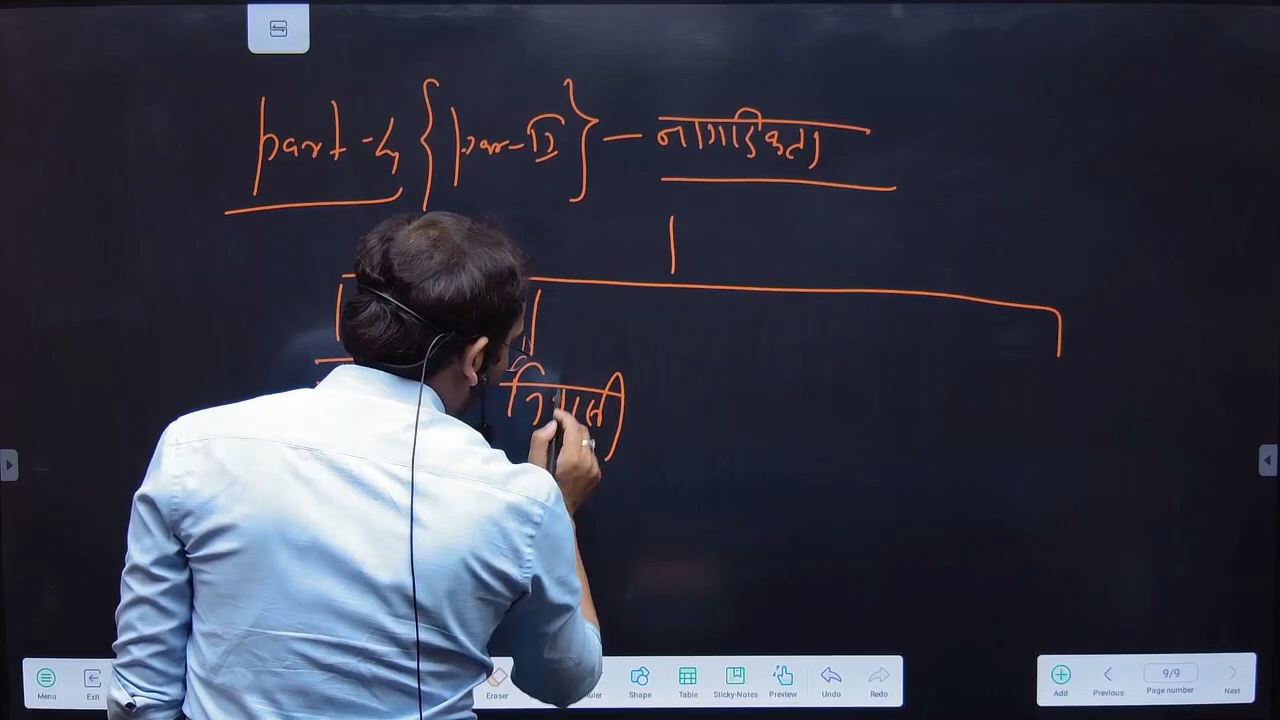 part - 2 { par - II } - नागरिकता
Menu Exit Eraser Shape Table Sticky-Notes Preview Undo Redo
Add Previous 9/9 Page number Next